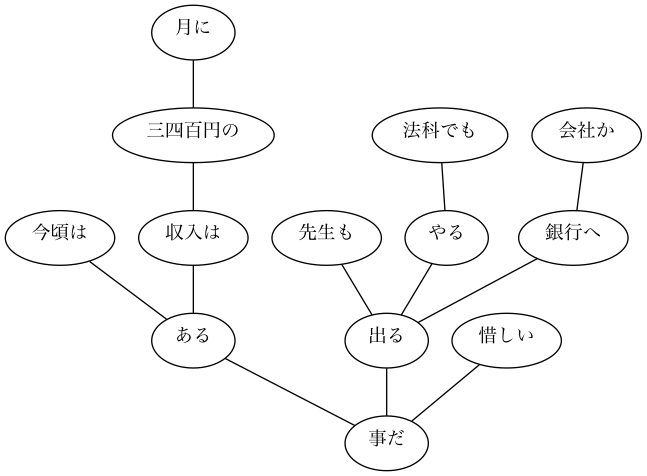 月に
三四百円の
法科でも
会社か
今頃は
収入は
先生も
やる
銀行へ
ある
出る
惜しい
事だ